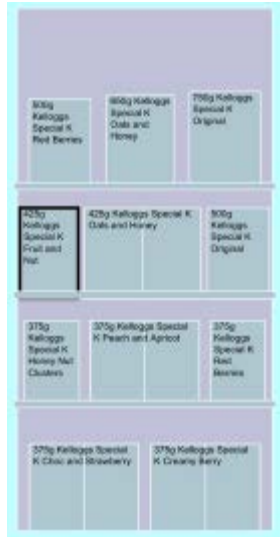 500g
Kelloggs
Special K
Red Berries
650g Kelloggs
Special K
Oats and
Honey
750g Kelloggs
Special K
Original
425g
Kelloggs
Special K
Fruit and
Nut
425g Kelloggs Special K
Oats and Honey
500g
Kelloggs
Special K
Original
375g
Kelloggs
Special K
Honey Nut
Clusters
375g Kelloggs Special
K Peach and Apricot
375g
Kelloggs
Special K
Red
Berries
375g Kelloggs Special
K Choc and Strawberry
375g Kelloggs Special
K Creamy Berry